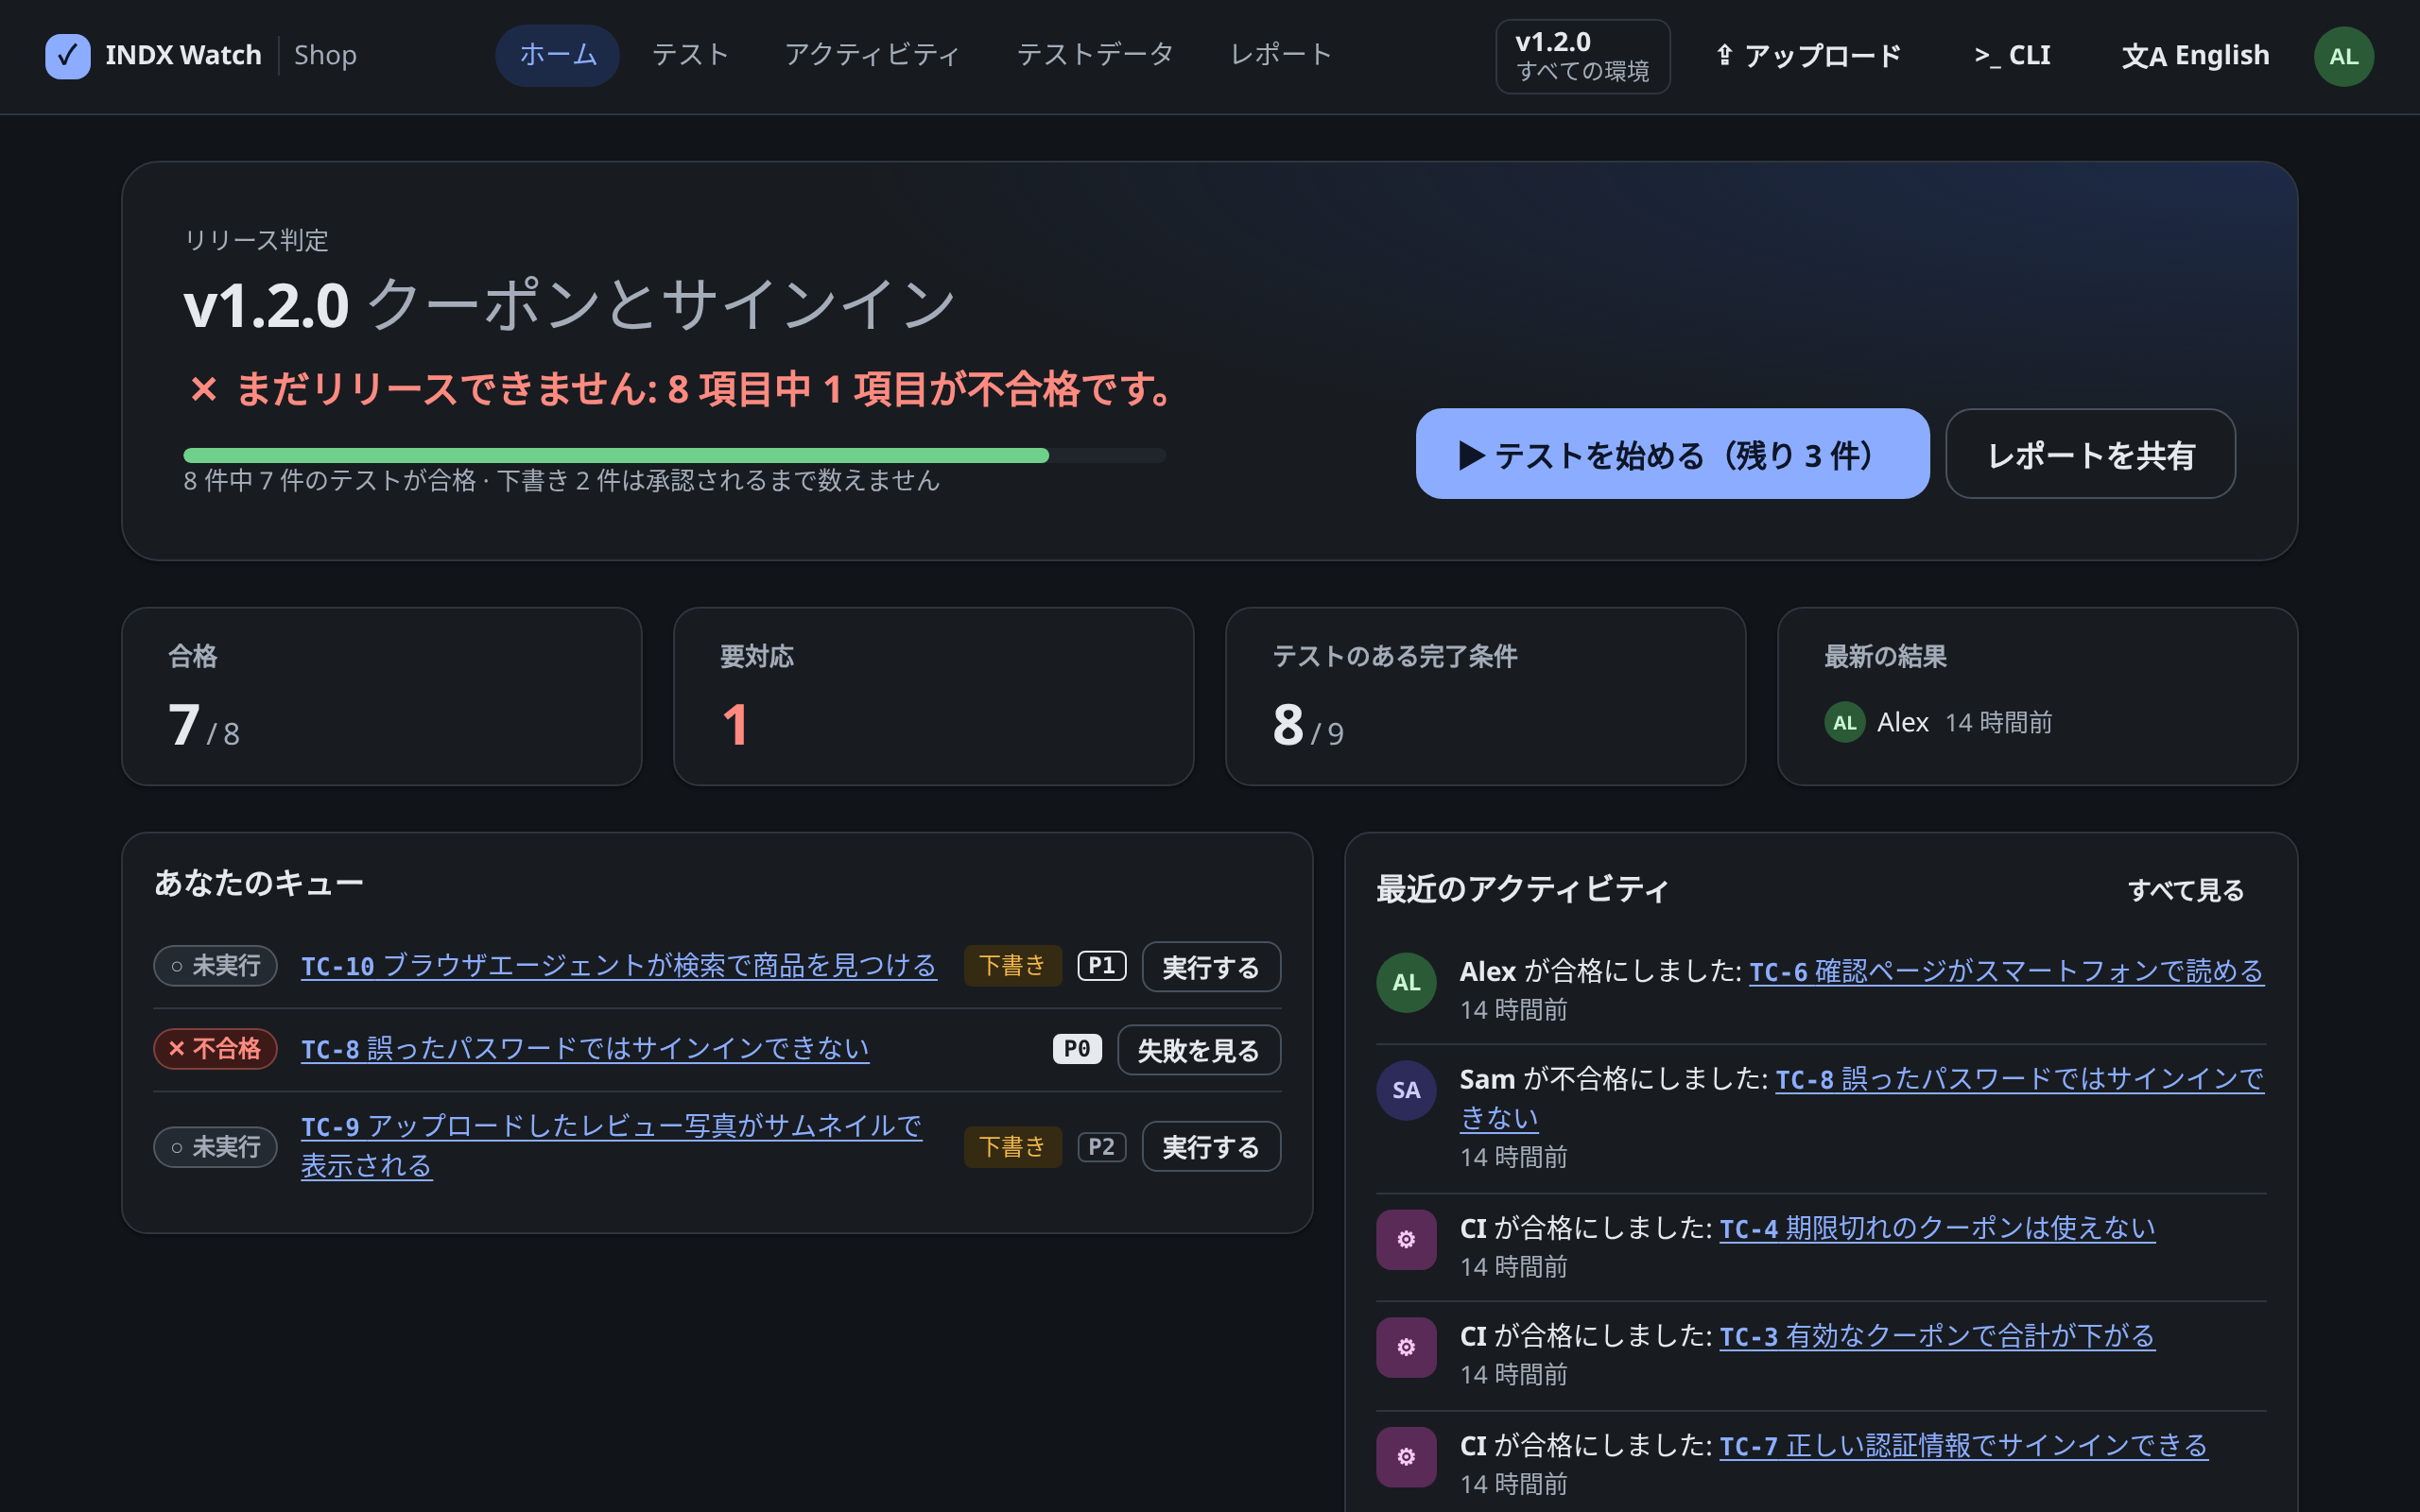 ✓ INDX Watch Shop
ホーム テスト アクティビティ テストデータ レポート
v1.2.0
すべての環境
⇪ アップロード
>_ CLI
文A English
AL
リリース判定
v1.2.0 クーポンとサインイン
✕ まだリリースできません: 8 項目中 1 項目が不合格です。
8 件中 7 件のテストが合格 · 下書き 2 件は承認されるまで数えません
▶ テストを始める（残り 3 件）
レポートを共有
合格
7 / 8
要対応
1
テストのある完了条件
8 / 9
最新の結果
AL Alex 14 時間前
あなたのキュー
○ 未実行 TC-10 ブラウザエージェントが検索で商品を見つける 下書き P1 実行する
✕ 不合格 TC-8 誤ったパスワードではサインインできない P0 失敗を見る
○ 未実行 TC-9 アップロードしたレビュー写真がサムネイルで
表示される 下書き P2 実行する
最近のアクティビティ すべて見る
AL Alex が合格にしました: TC-6 確認ページがスマートフォンで読める
14 時間前
SA Sam が不合格にしました: TC-8 誤ったパスワードではサインインで
きない
14 時間前
⚙ CI が合格にしました: TC-4 期限切れのクーポンは使えない
14 時間前
⚙ CI が合格にしました: TC-3 有効なクーポンで合計が下がる
14 時間前
⚙ CI が合格にしました: TC-7 正しい認証情報でサインインできる
14 時間前